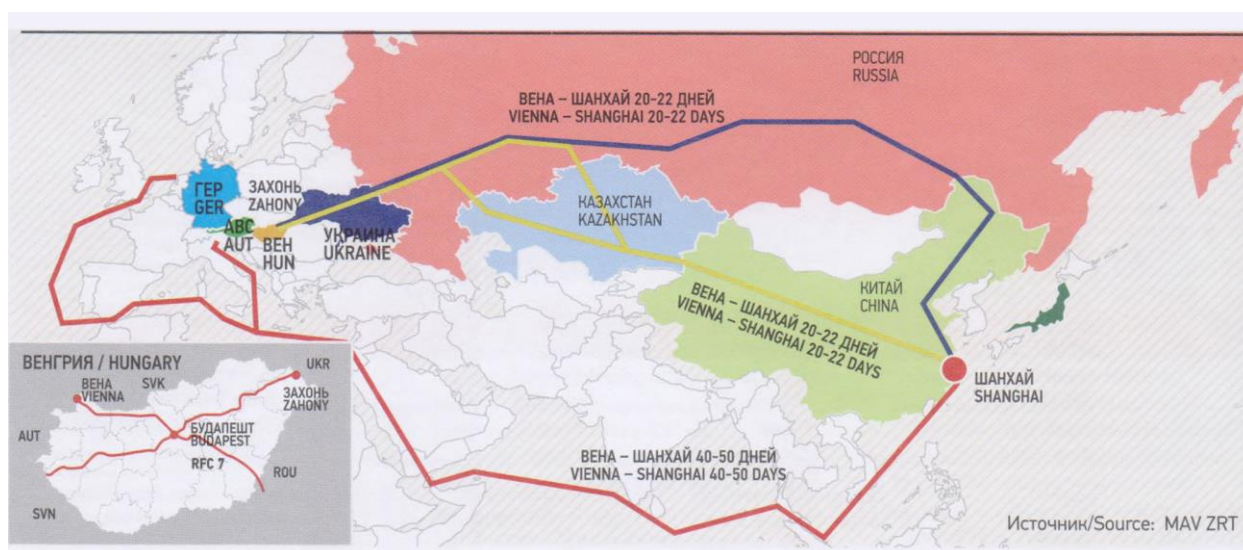 РОССИЯ
RUSSIA
ВЕНА – ШАНХАЙ 20-22 ДНЕЙ
VIENNA – SHANGHAI 20-22 DAYS
ГЕР
GER
ЗАХОНЬ
ZAHONY
АВС
AUT
ВЕН
HUN
УКРАИНА
UKRAINE
КАЗАХСТАН
KAZAKHSTAN
КИТАЙ
CHINA
ВЕНА – ШАНХАЙ 20-22 ДНЕЙ
VIENNA – SHANGHAI 20-22 DAYS
ШАНХАЙ
SHANGHAI
ВЕНА – ШАНХАЙ 40-50 ДНЕЙ
VIENNA – SHANGHAI 40-50 DAYS
ВЕНГРИЯ / HUNGARY
ВЕНА
VIENNA
SVK
UKR
ЗАХОНЬ
ZAHONY
AUT
БУДАПЕШТ
BUDAPEST
RFC 7
ROU
SVN
Источник/Source: MAV ZRT